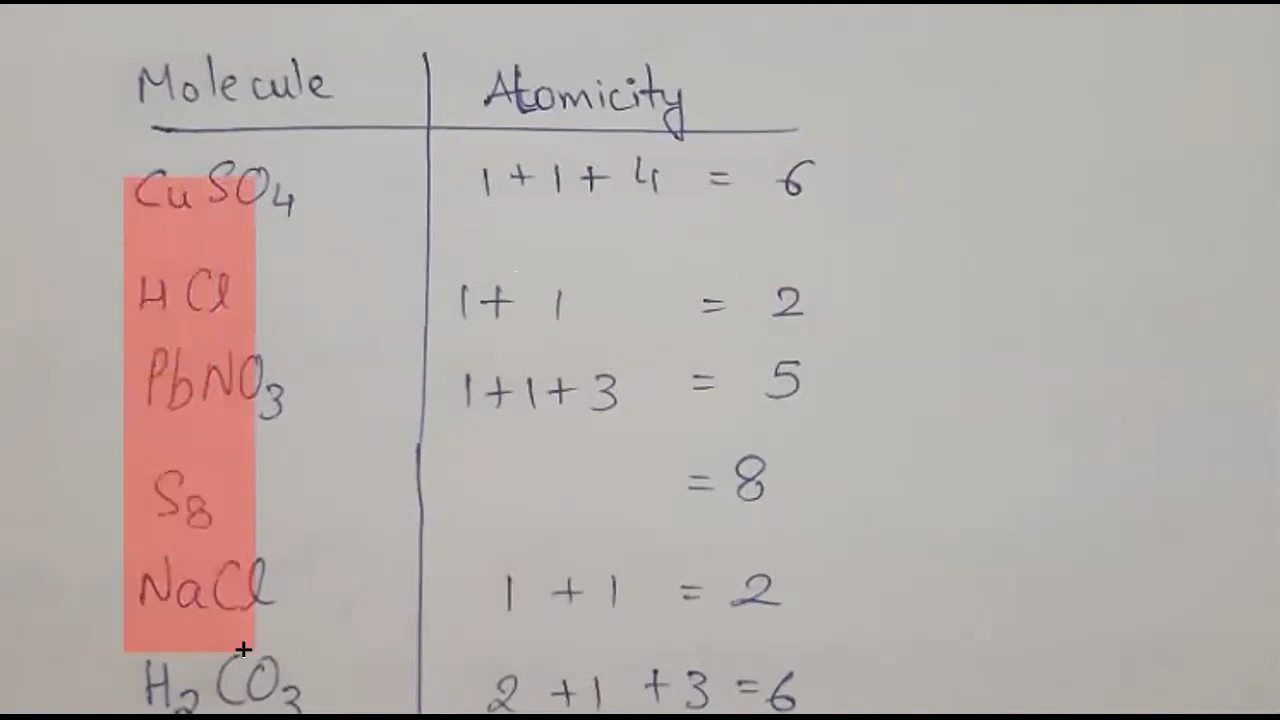 Molecule Atomicity
CuSO4 1+1+4 = 6
HCl 1+ 1 = 2
PbNO3 1+1+3 = 5
S8 = 8
NaCl 1 + 1 = 2
H2CO3 2 +1 +3 =6